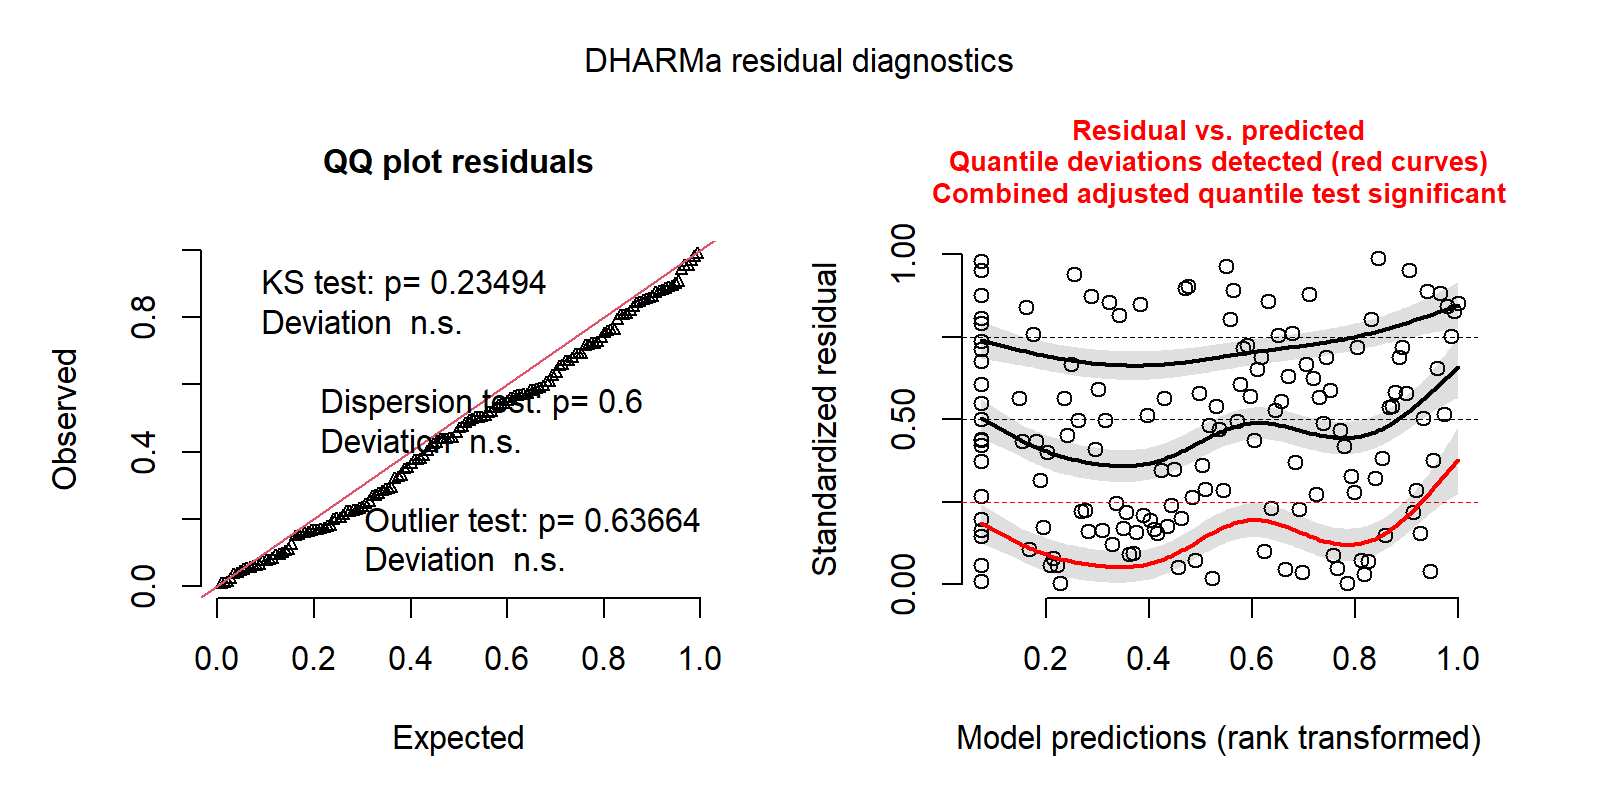 DHARMa residual diagnostics
QQ plot residuals
KS test: p= 0.23494
Deviation  n.s.
Dispersion test: p= 0.6
Deviation  n.s.
Outlier test: p= 0.63664
Deviation  n.s.
Observed
0.0 0.4 0.8
0.0 0.2 0.4 0.6 0.8 1.0
Expected
Residual vs. predicted
Quantile deviations detected (red curves)
Combined adjusted quantile test significant
Standardized residual
0.00 0.50 1.00
0.2 0.4 0.6 0.8 1.0
Model predictions (rank transformed)